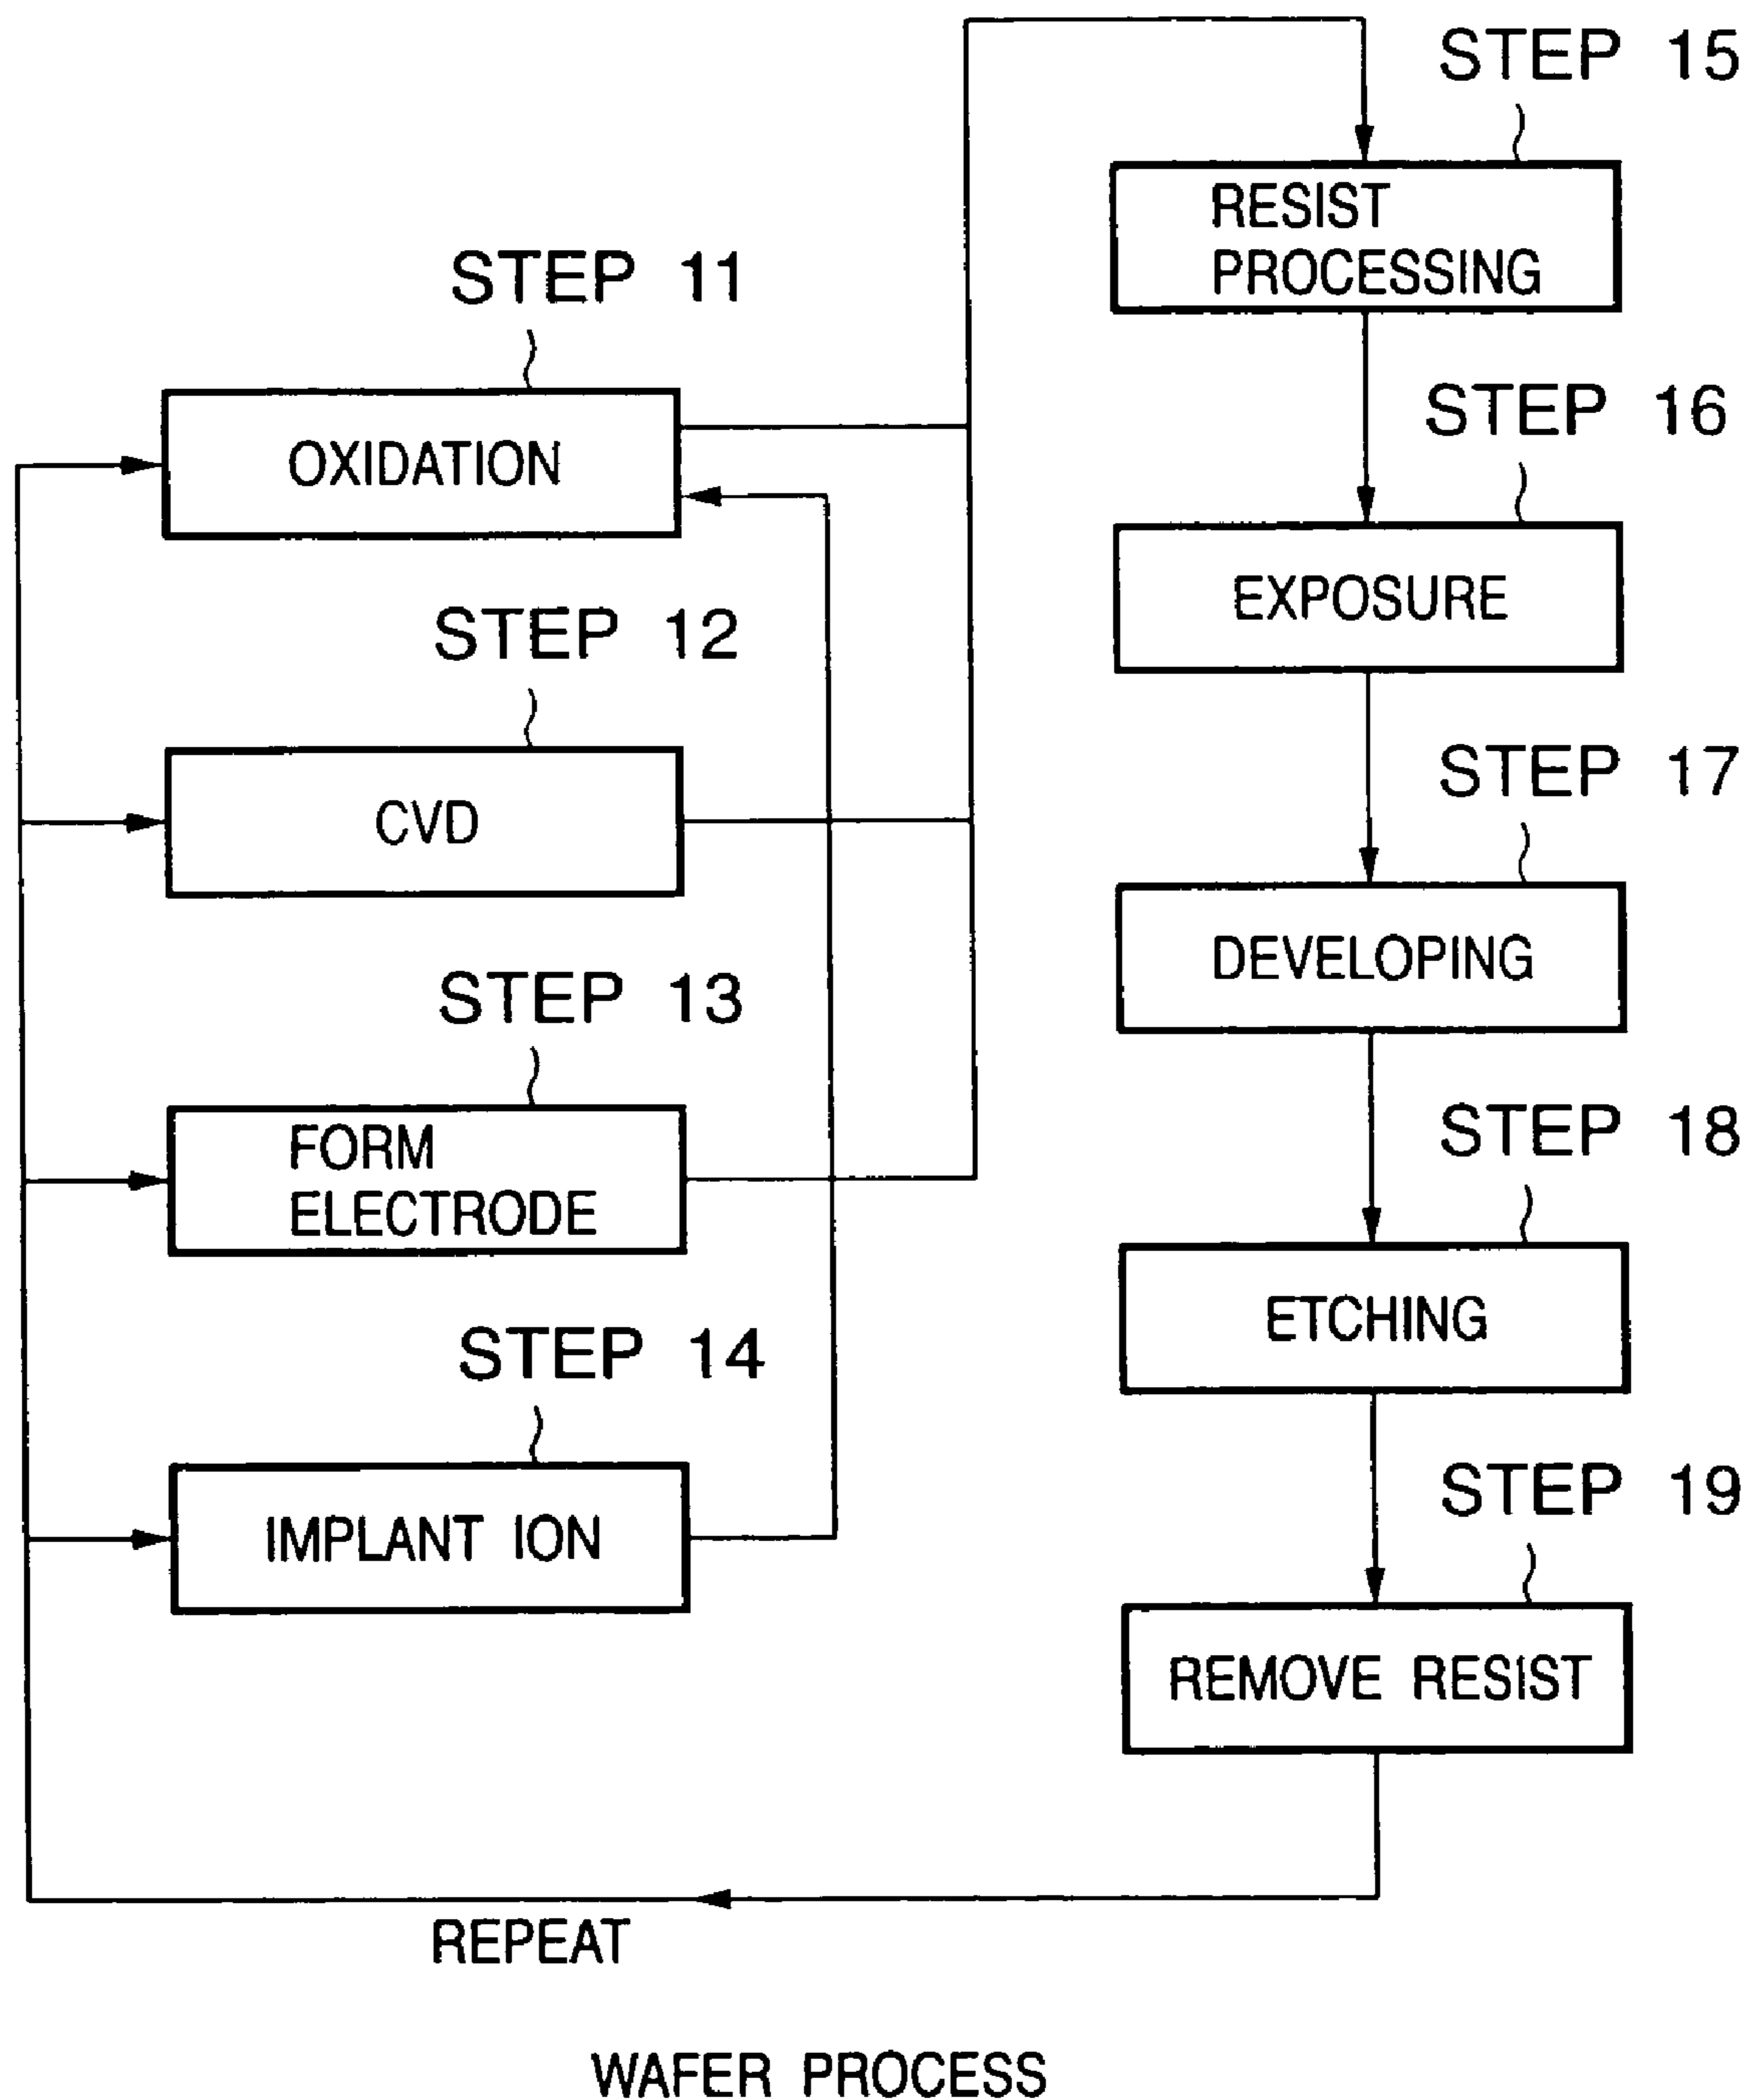 STEP 11
OXIDATION
STEP 12
CVD
STEP 13
FORM
ELECTRODE
STEP 14
IMPLANT ION
STEP 15
RESIST
PROCESSING
STEP 16
EXPOSURE
STEP 17
DEVELOPING
STEP 18
ETCHING
STEP 19
REMOVE RESIST
REPEAT
WAFER PROCESS